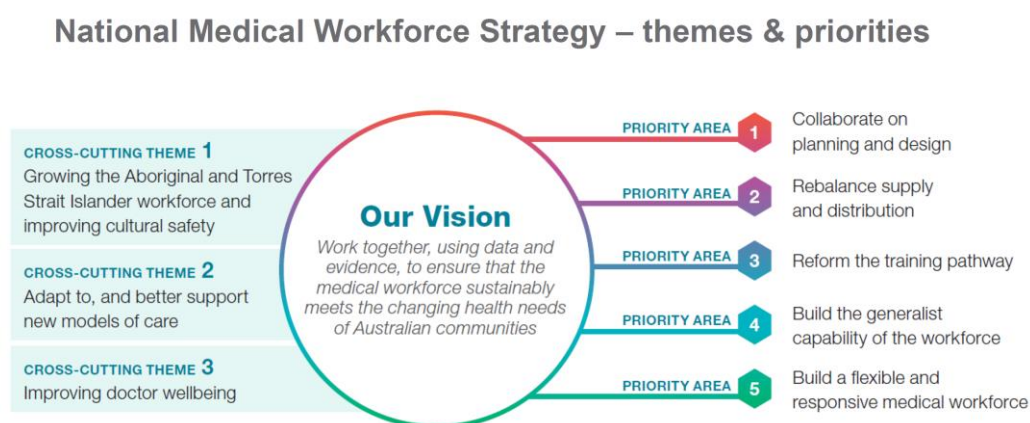 National Medical Workforce Strategy – themes & priorities
CROSS-CUTTING THEME 1
Growing the Aboriginal and Torres
Strait Islander workforce and
improving cultural safety
CROSS-CUTTING THEME 2
Adapt to, and better support
new models of care
CROSS-CUTTING THEME 3
Improving doctor wellbeing
Our Vision
Work together, using data and
evidence, to ensure that the
medical workforce sustainably
meets the changing health needs
of Australian communities
PRIORITY AREA 1
Collaborate on
planning and design
PRIORITY AREA 2
Rebalance supply
and distribution
PRIORITY AREA 3
Reform the training pathway
PRIORITY AREA 4
Build the generalist
capability of the workforce
PRIORITY AREA 5
Build a flexible and
responsive medical workforce